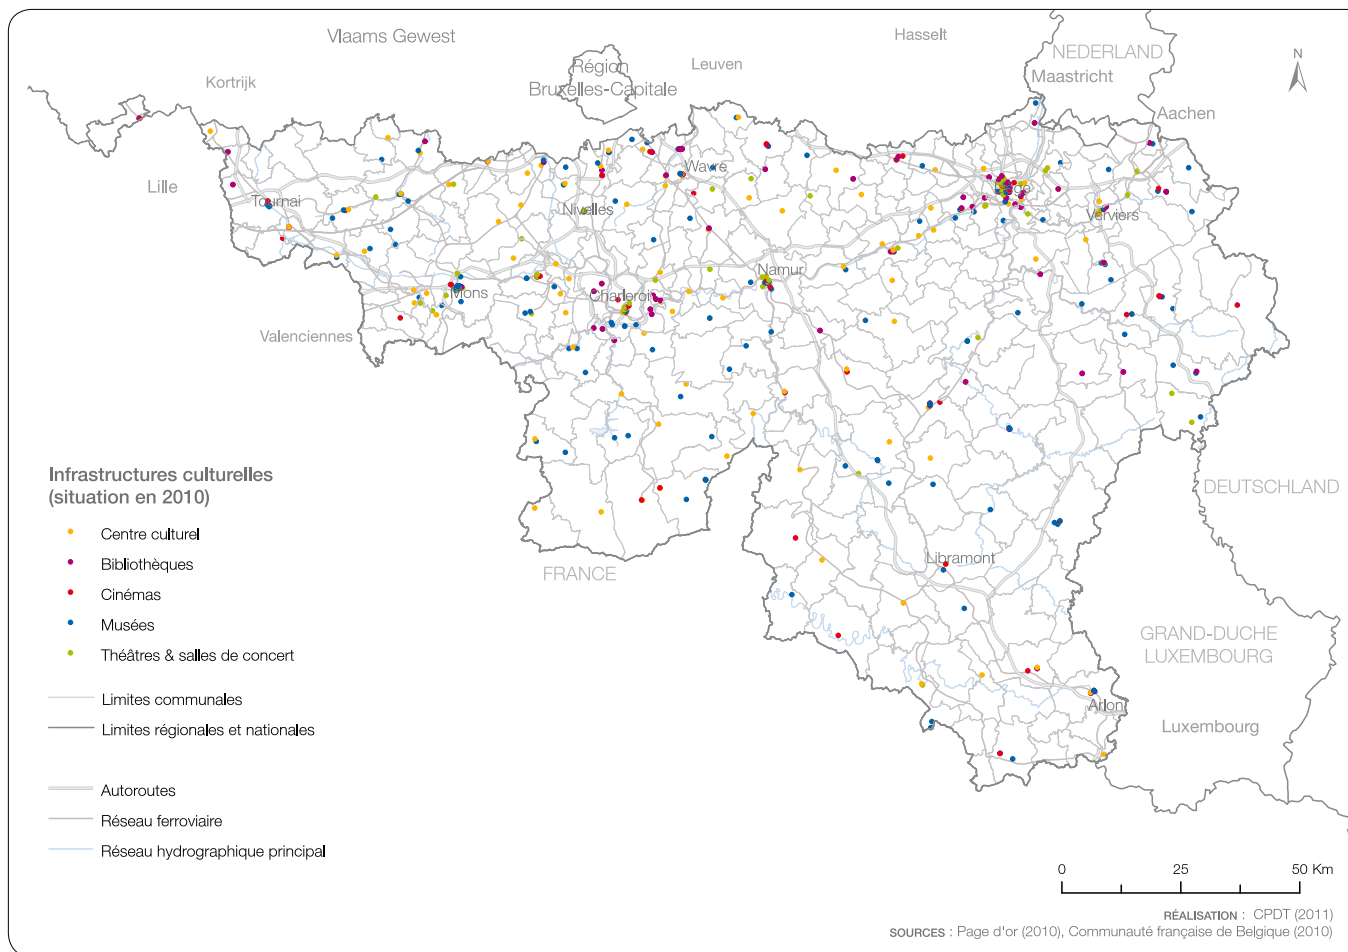 Vlaams Gewest
Hasselt
NEDERLAND
Maastricht
Région
Bruxelles-Capitale
Leuven
Kortrijk
N
Aachen
Lille
Wavre
Liège
Tournai
Nivelles
Verviers
Namur
Mons
Charleroi
Valenciennes
Infrastructures culturelles
(situation en 2010)
Centre culturel
Bibliothèques
Cinémas
Musées
Théâtres & salles de concert
Limites communales
Limites régionales et nationales
Autoroutes
Réseau ferroviaire
Réseau hydrographique principal
DEUTSCHLAND
Libramont
FRANCE
GRAND-DUCHE
LUXEMBOURG
Arlon
Luxembourg
0 25 50 Km
RÉALISATION : CPDT (2011)
SOURCES : Page d'or (2010), Communauté française de Belgique (2010)